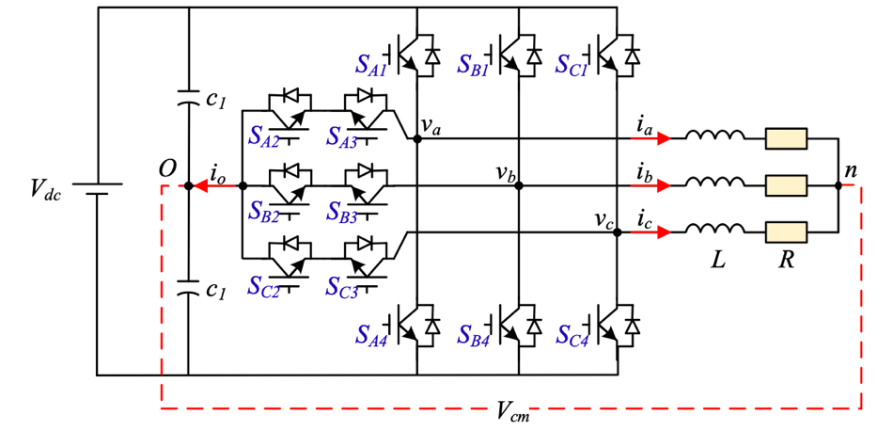 S_A1 S_B1 S_C1
c_1
S_A2 S_A3 v_a i_a
O i_o v_b i_b n
V_dc
S_B2 S_B3
v_c i_c
L R
c_1 S_C2 S_C3
S_A4 S_B4 S_C4
V_cm